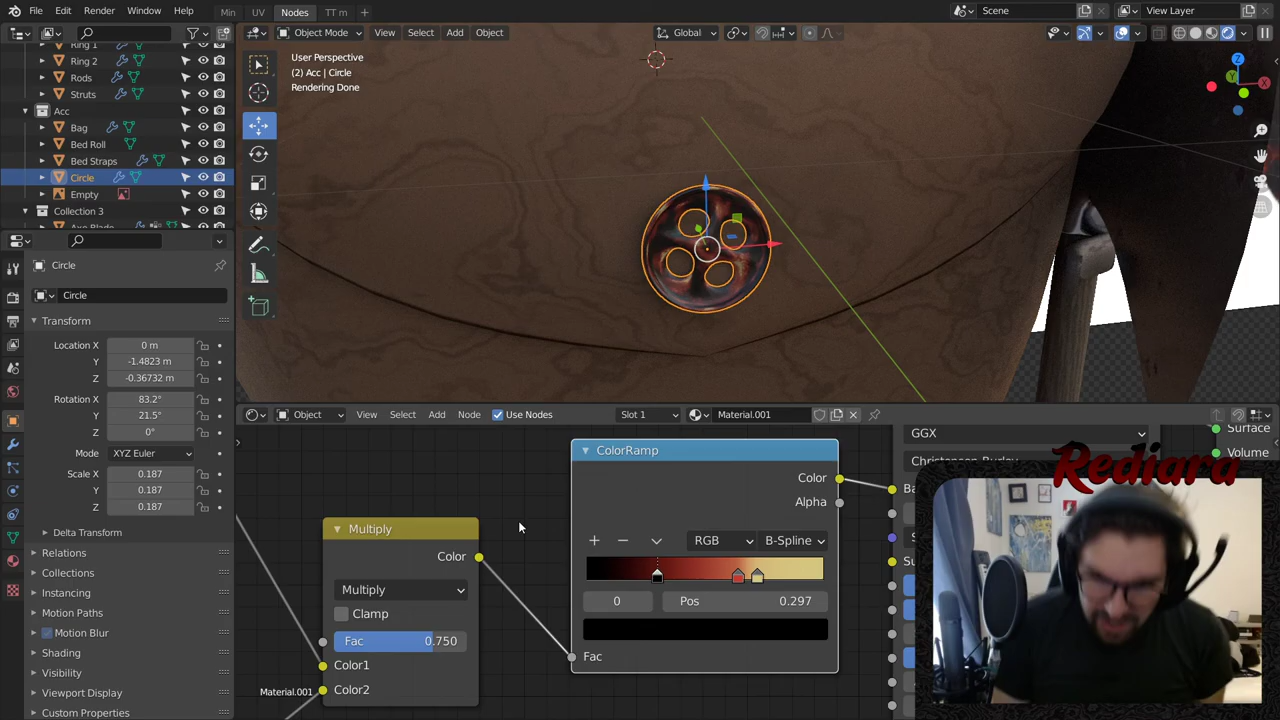 File Edit Render Window Help Min UV Nodes TT m + Scene View Layer
Object Mode View Select Add Object Global
Ring 1
Ring 2
Rods
Struts
Acc
Bag
Bed Roll
Bed Straps
Circle
Empty
Collection 3
Axe Blade
User Perspective
(2) Acc | Circle
Rendering Done
Z
Y
X
Circle
Circle
Transform
Location X 0 m
Y -1.4823 m
Z -0.36732 m
Rotation X 83.2°
Y 21.5°
Z 0°
Mode XYZ Euler
Scale X 0.187
Y 0.187
Z 0.187
Delta Transform
Relations
Collections
Instancing
Motion Paths
Motion Blur
Shading
Visibility
Viewport Display
Custom Properties
Object View Select Add Node Use Nodes Slot 1 Material.001
Multiply
Color
Multiply
Clamp
Fac 0.750
Color1
Color2
Material.001
ColorRamp
Color
Alpha
RGB B-Spline
0 Pos 0.297
Fac
GGX
Christensen-Burley
Surface
Volume
Rediara